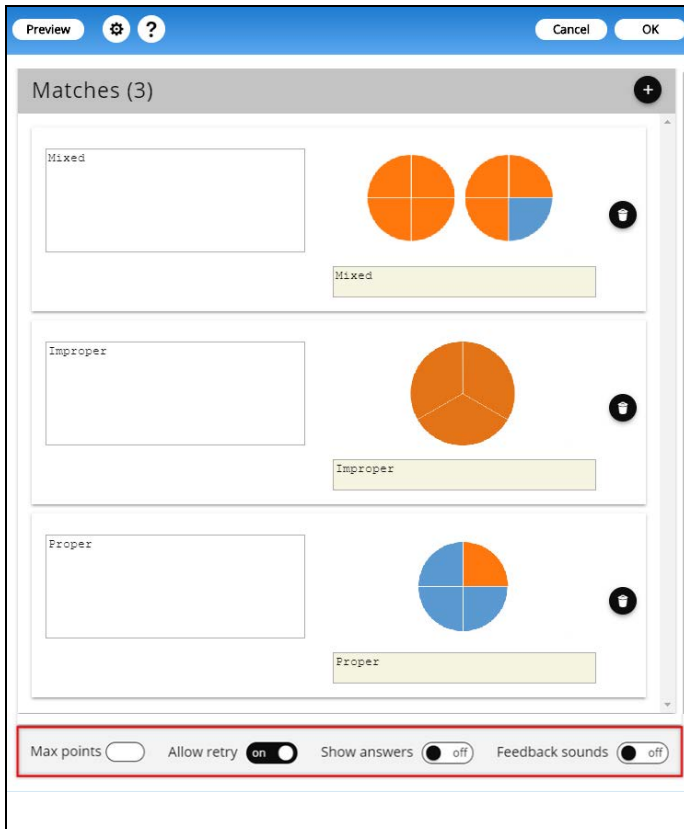 Preview ? Cancel OK
Matches (3) +
Mixed
Mixed
Improper
Improper
Proper
Proper
Max points Allow retry on Show answers off Feedback sounds off